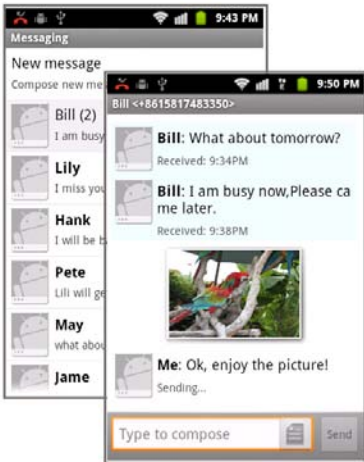 9:43 PM
Messaging
New message
Compose new me
Bill (2)
I am busy
Lily
I miss you
Hank
I will be b
Pete
Lili will ge
May
what abou
Jame
9:50 PM
Bill <+8615817483350>
Bill: What about tomorrow?
Received: 9:34PM
Bill: I am busy now,Please ca
me later.
Received: 9:38PM
Me: Ok, enjoy the picture!
Sending...
Type to compose
Send